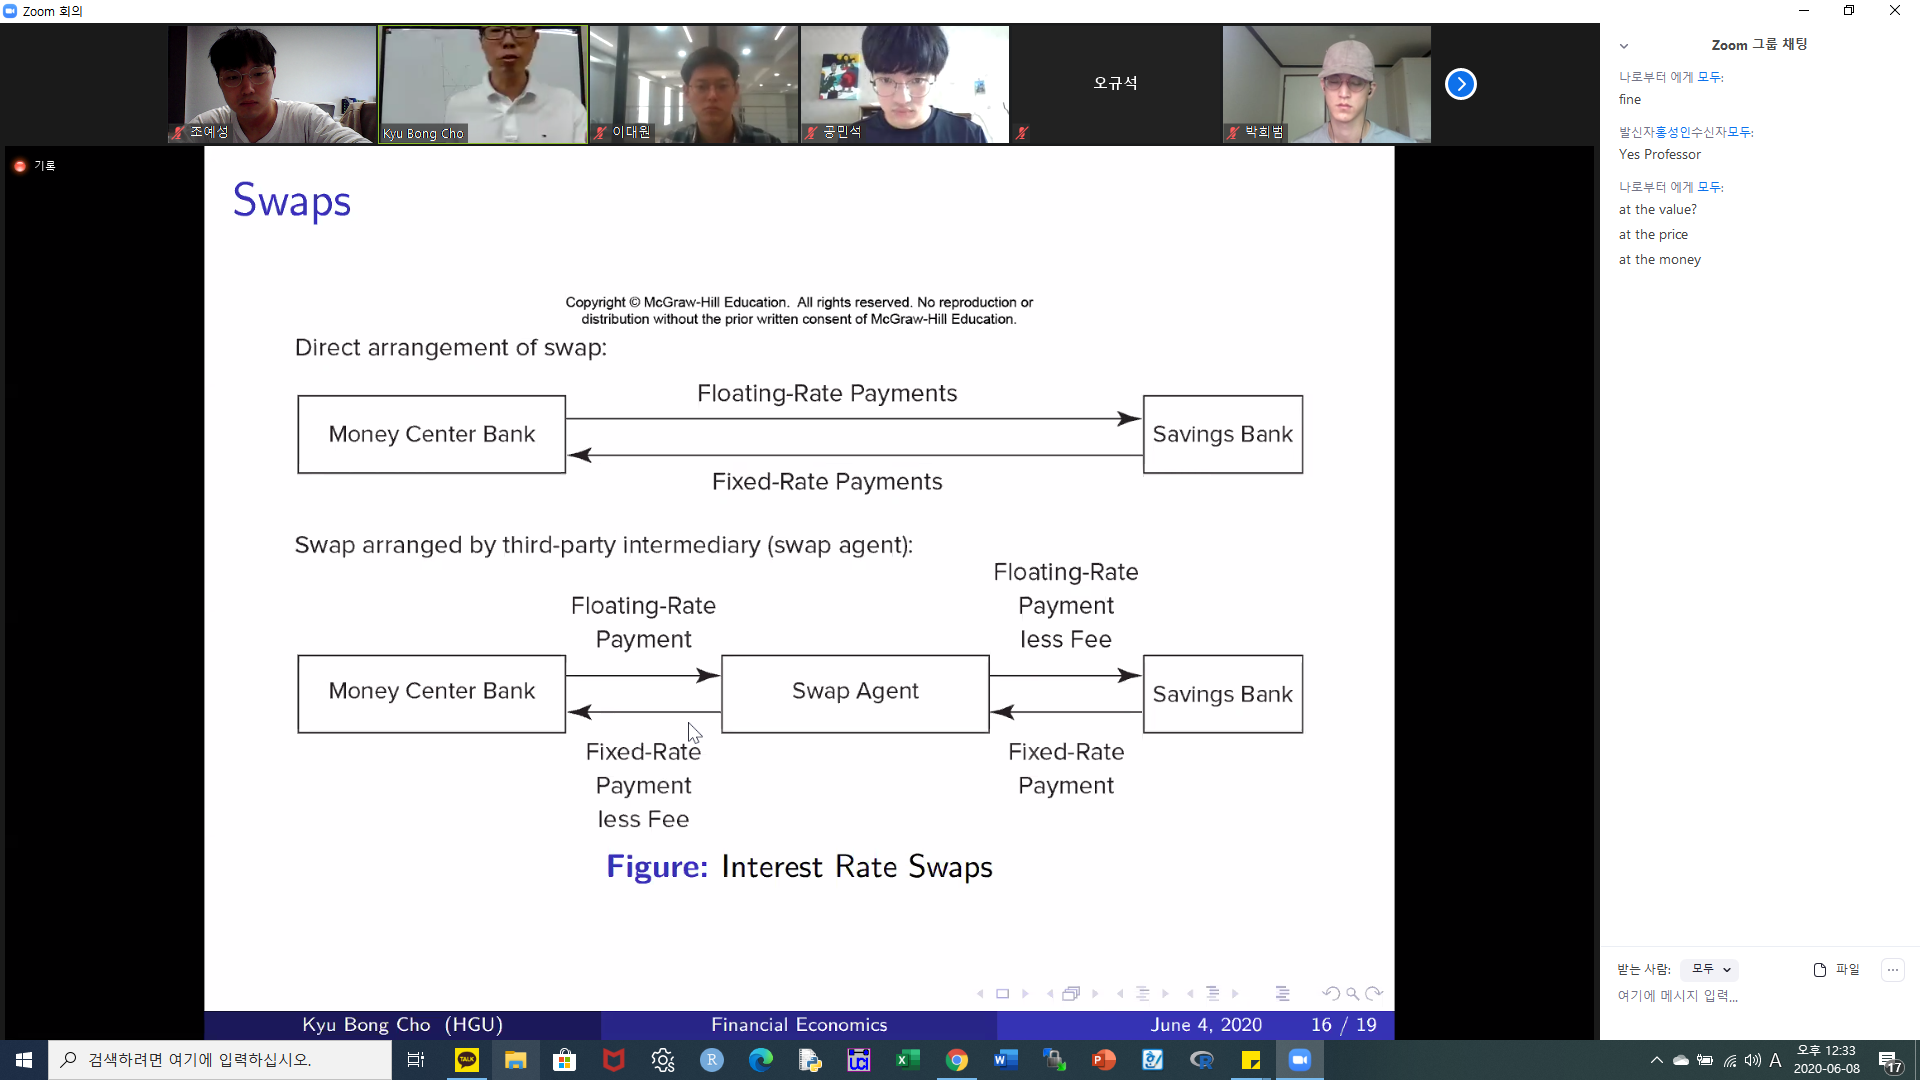 Zoom 회의
조예성
Kyu Bong Cho
이대원
공민석
오규석
박희범
기록
Swaps
Copyright © McGraw-Hill Education. All rights reserved. No reproduction or
distribution without the prior written consent of McGraw-Hill Education.
Direct arrangement of swap:
Floating-Rate Payments
Money Center Bank
Savings Bank
Fixed-Rate Payments
Swap arranged by third-party intermediary (swap agent):
Floating-Rate
Payment
Floating-Rate
Payment
less Fee
Money Center Bank
Swap Agent
Savings Bank
Fixed-Rate
Payment
less Fee
Fixed-Rate
Payment
Figure: Interest Rate Swaps
Kyu Bong Cho (HGU)
Financial Economics
June 4, 2020
16 / 19
Zoom 그룹 채팅
나로부터 에게 모두:
fine
발신자홍성인수신자모두:
Yes Professor
나로부터 에게 모두:
at the value?
at the price
at the money
받는 사람:
모두
파일
여기에 메시지 입력...
검색하려면 여기에 입력하십시오.
TALK
A
오후 12:33
2020-06-08
17